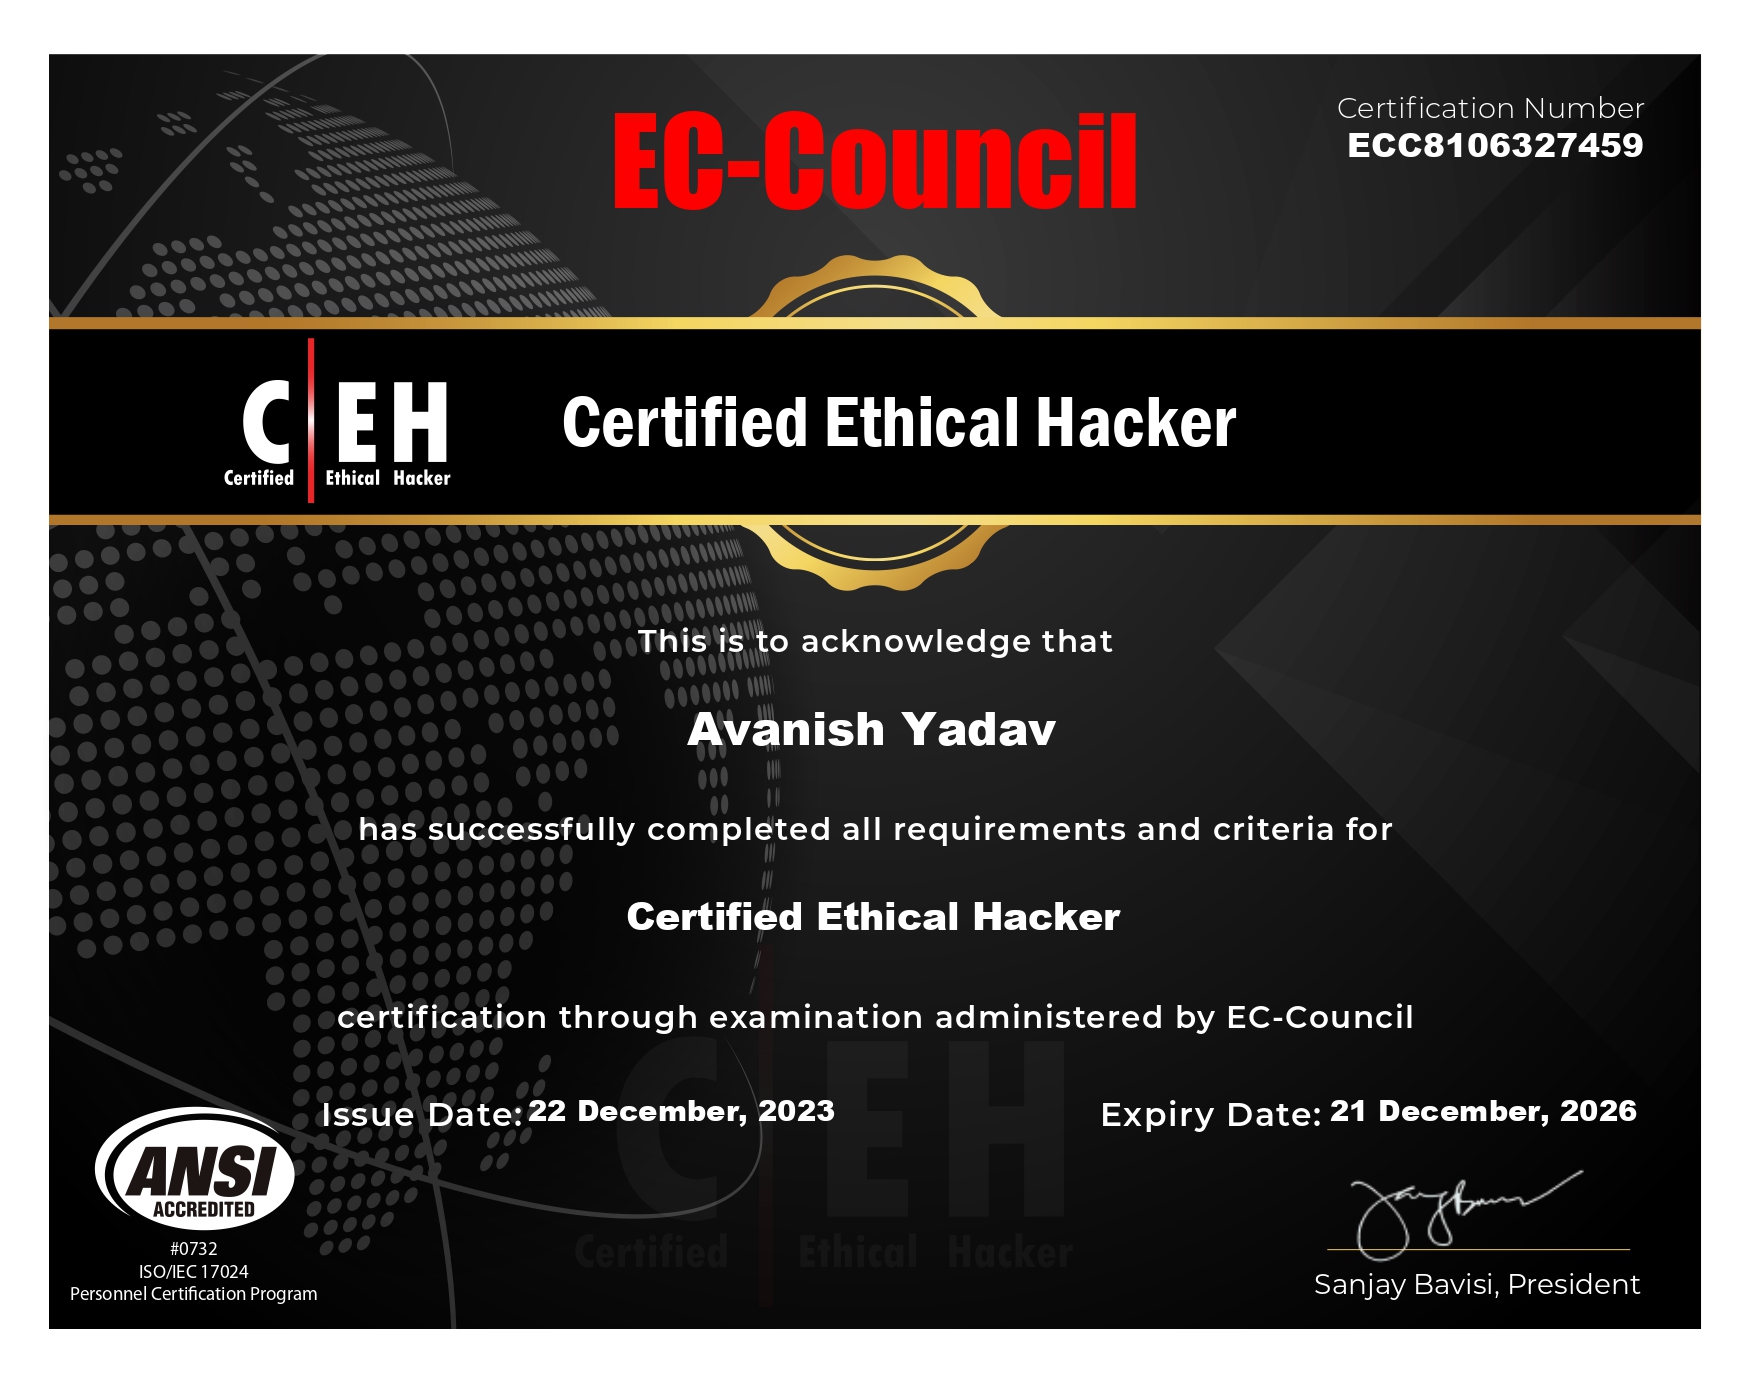 EC-Council
Certification Number
ECC8106327459
C EH
Certified Ethical Hacker
Certified Ethical Hacker
This is to acknowledge that
Avanish Yadav
has successfully completed all requirements and criteria for
Certified Ethical Hacker
certification through examination administered by EC-Council
Issue Date: 22 December, 2023
Expiry Date: 21 December, 2026
C EH
Certified Ethical Hacker
ANSI
ACCREDITED
#0732
ISO/IEC 17024
Personnel Certification Program
Sanjay Bavisi, President